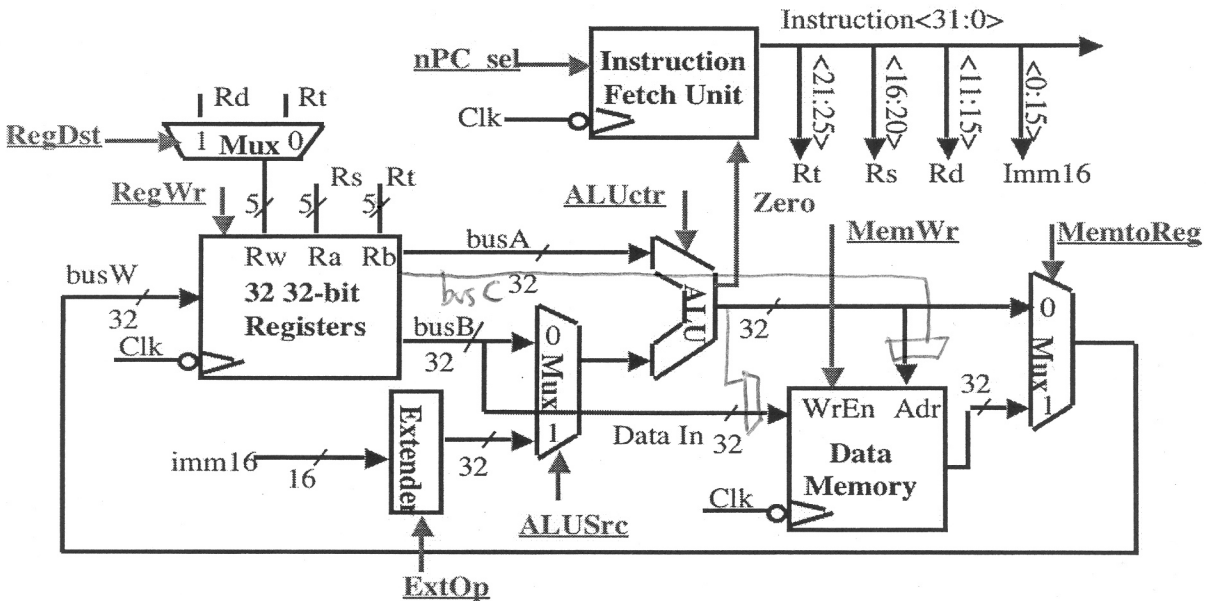 Instruction<31:0>
nPC_sel
Instruction
Fetch Unit
Clk
<21:25>
<16:20>
<11:15>
<0:15>
Rt
Rs
Rd
Imm16
Rd
Rt
RegDst
1 Mux 0
RegWr
5
5
5
Rs
Rt
ALUctr
Zero
MemWr
MemtoReg
busW
32
Rw Ra Rb
32 32-bit
Registers
Clk
busA
32
bus C
busB
32
0
Mux
1
ALU
32
0
Mux
1
Data In
32
WrEn Adr
Data
Memory
Clk
32
imm16
16
Extender
32
ALUSrc
ExtOp